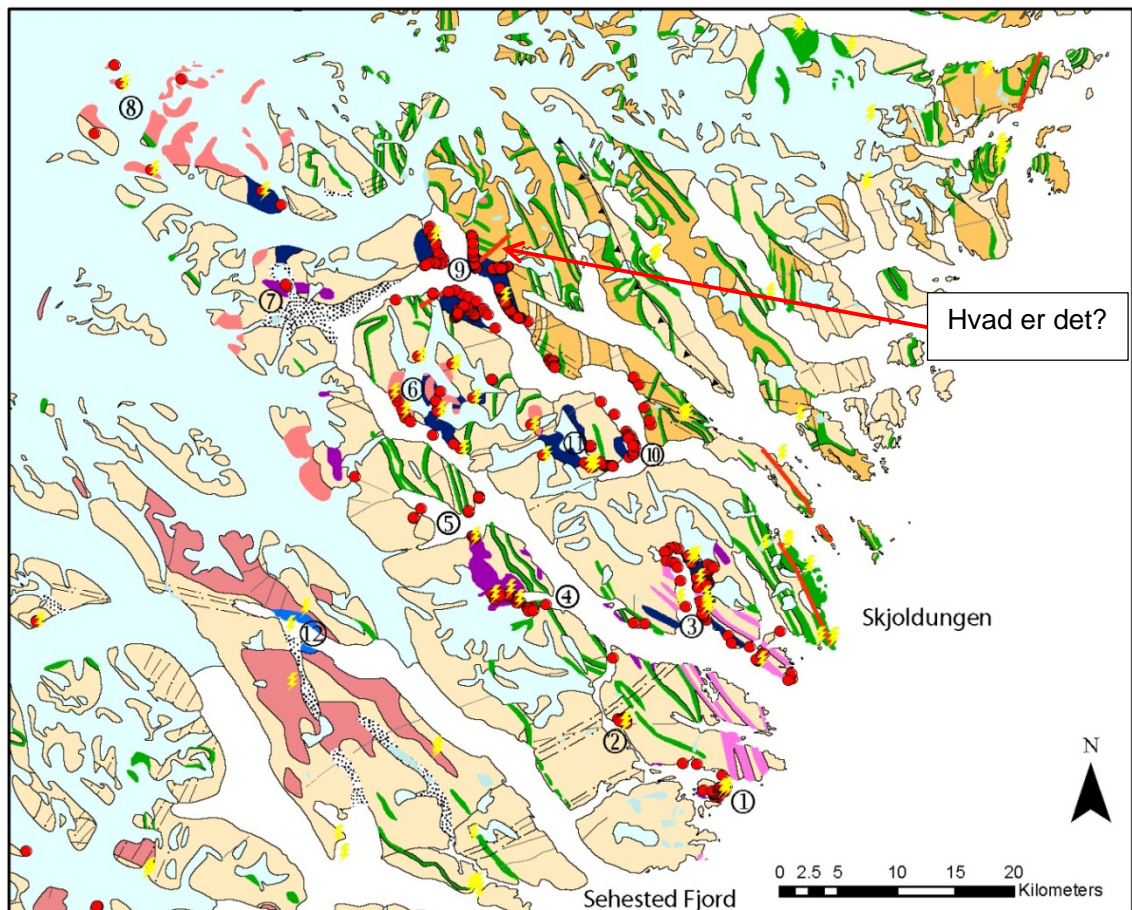 ⑧
⑨
⑦
Hvad er det?
⑥
⑪
⑩
⑤
④
Skjoldungen
③
⑫
②
N
①
0 2.5 5 10 15 20
Kilometers
Sehested Fjord